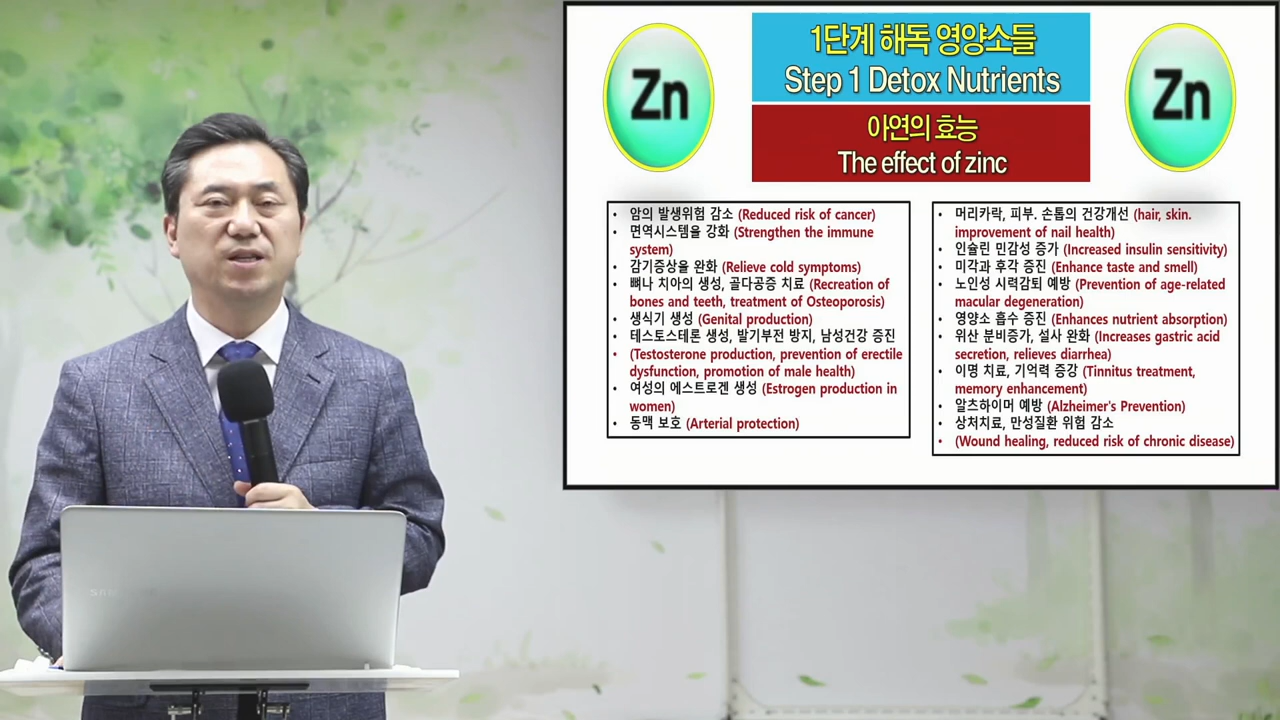 Zn
1단계 해독 영양소들
Step 1 Detox Nutrients
아연의 효능
The effect of zinc
Zn
• 암의 발생위험 감소 (Reduced risk of cancer)
• 면역시스템을 강화 (Strengthen the immune
system)
• 감기증상을 완화 (Relieve cold symptoms)
• 뼈나 치아의 생성, 골다공증 치료 (Recreation of
bones and teeth, treatment of Osteoporosis)
• 생식기 생성 (Genital production)
• 테스토스테론 생성, 발기부전 방지, 남성건강 증진
• (Testosterone production, prevention of erectile
dysfunction, promotion of male health)
• 여성의 에스트로겐 생성 (Estrogen production in
women)
• 동맥 보호 (Arterial protection)
• 머리카락, 피부. 손톱의 건강개선 (hair, skin.
improvement of nail health)
• 인슐린 민감성 증가 (Increased insulin sensitivity)
• 미각과 후각 증진 (Enhance taste and smell)
• 노인성 시력감퇴 예방 (Prevention of age-related
macular degeneration)
• 영양소 흡수 증진 (Enhances nutrient absorption)
• 위산 분비증가, 설사 완화 (Increases gastric acid
secretion, relieves diarrhea)
• 이명 치료, 기억력 증강 (Tinnitus treatment,
memory enhancement)
• 알츠하이머 예방 (Alzheimer's Prevention)
• 상처치료, 만성질환 위험 감소
• (Wound healing, reduced risk of chronic disease)